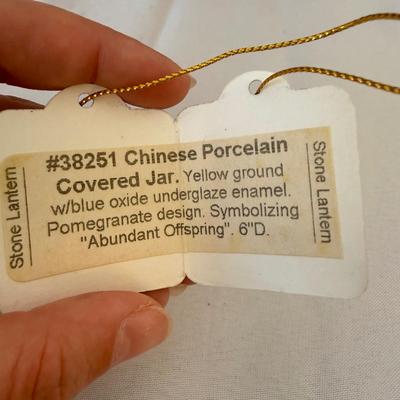 Stone Lantern
#38251 Chinese Porcelain
Covered Jar. Yellow ground
w/blue oxide underglaze enamel.
Pomegranate design. Symbolizing
"Abundant Offspring". 6"D.
Stone Lantern